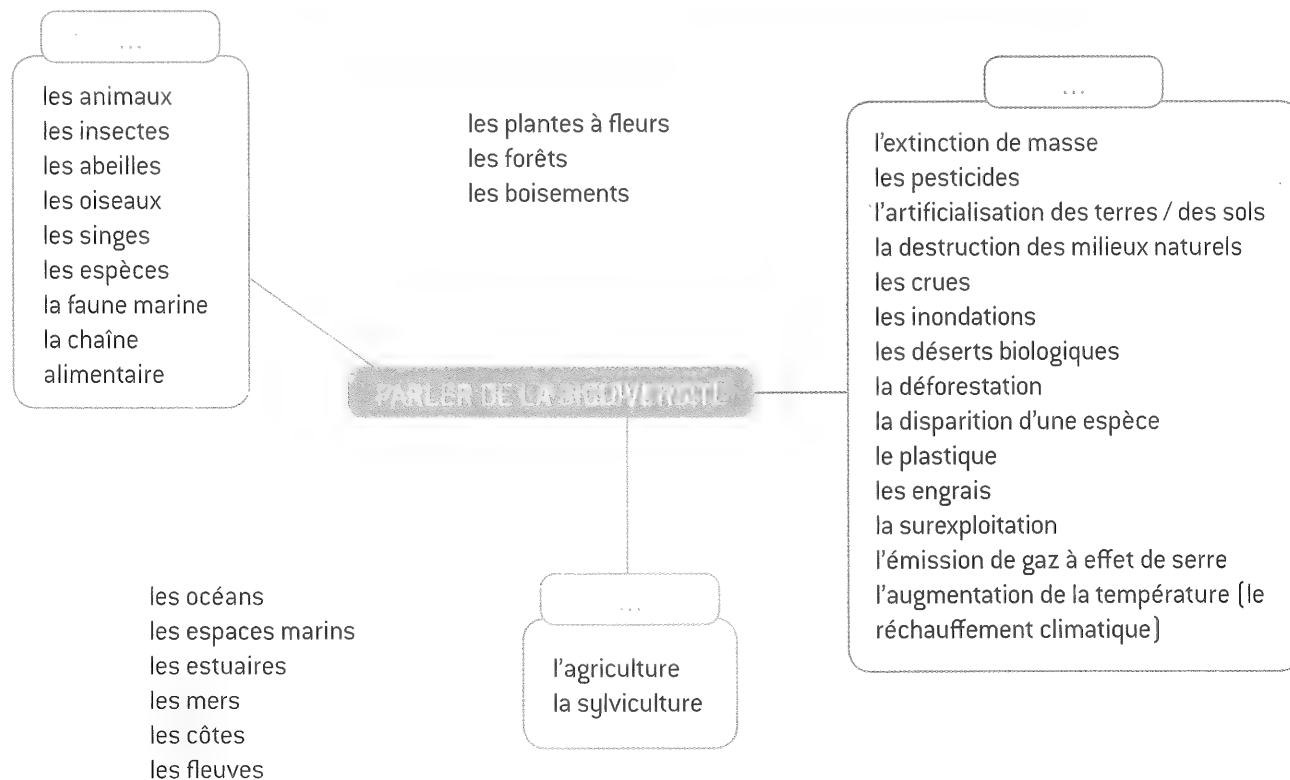 ...
les animaux
les insectes
les abeilles
les oiseaux
les singes
les espèces
la faune marine
la chaîne
alimentaire
les plantes à fleurs
les forêts
les boisements
...
l'extinction de masse
les pesticides
l'artificialisation des terres / des sols
la destruction des milieux naturels
les crues
les inondations
les déserts biologiques
la déforestation
la disparition d'une espèce
le plastique
les engrais
la surexploitation
l'émission de gaz à effet de serre
l'augmentation de la température (le
réchauffement climatique)
PARLER DE LA BIODIVERSITÉ
les océans
les espaces marins
les estuaires
les mers
les côtes
les fleuves
...
l'agriculture
la sylviculture